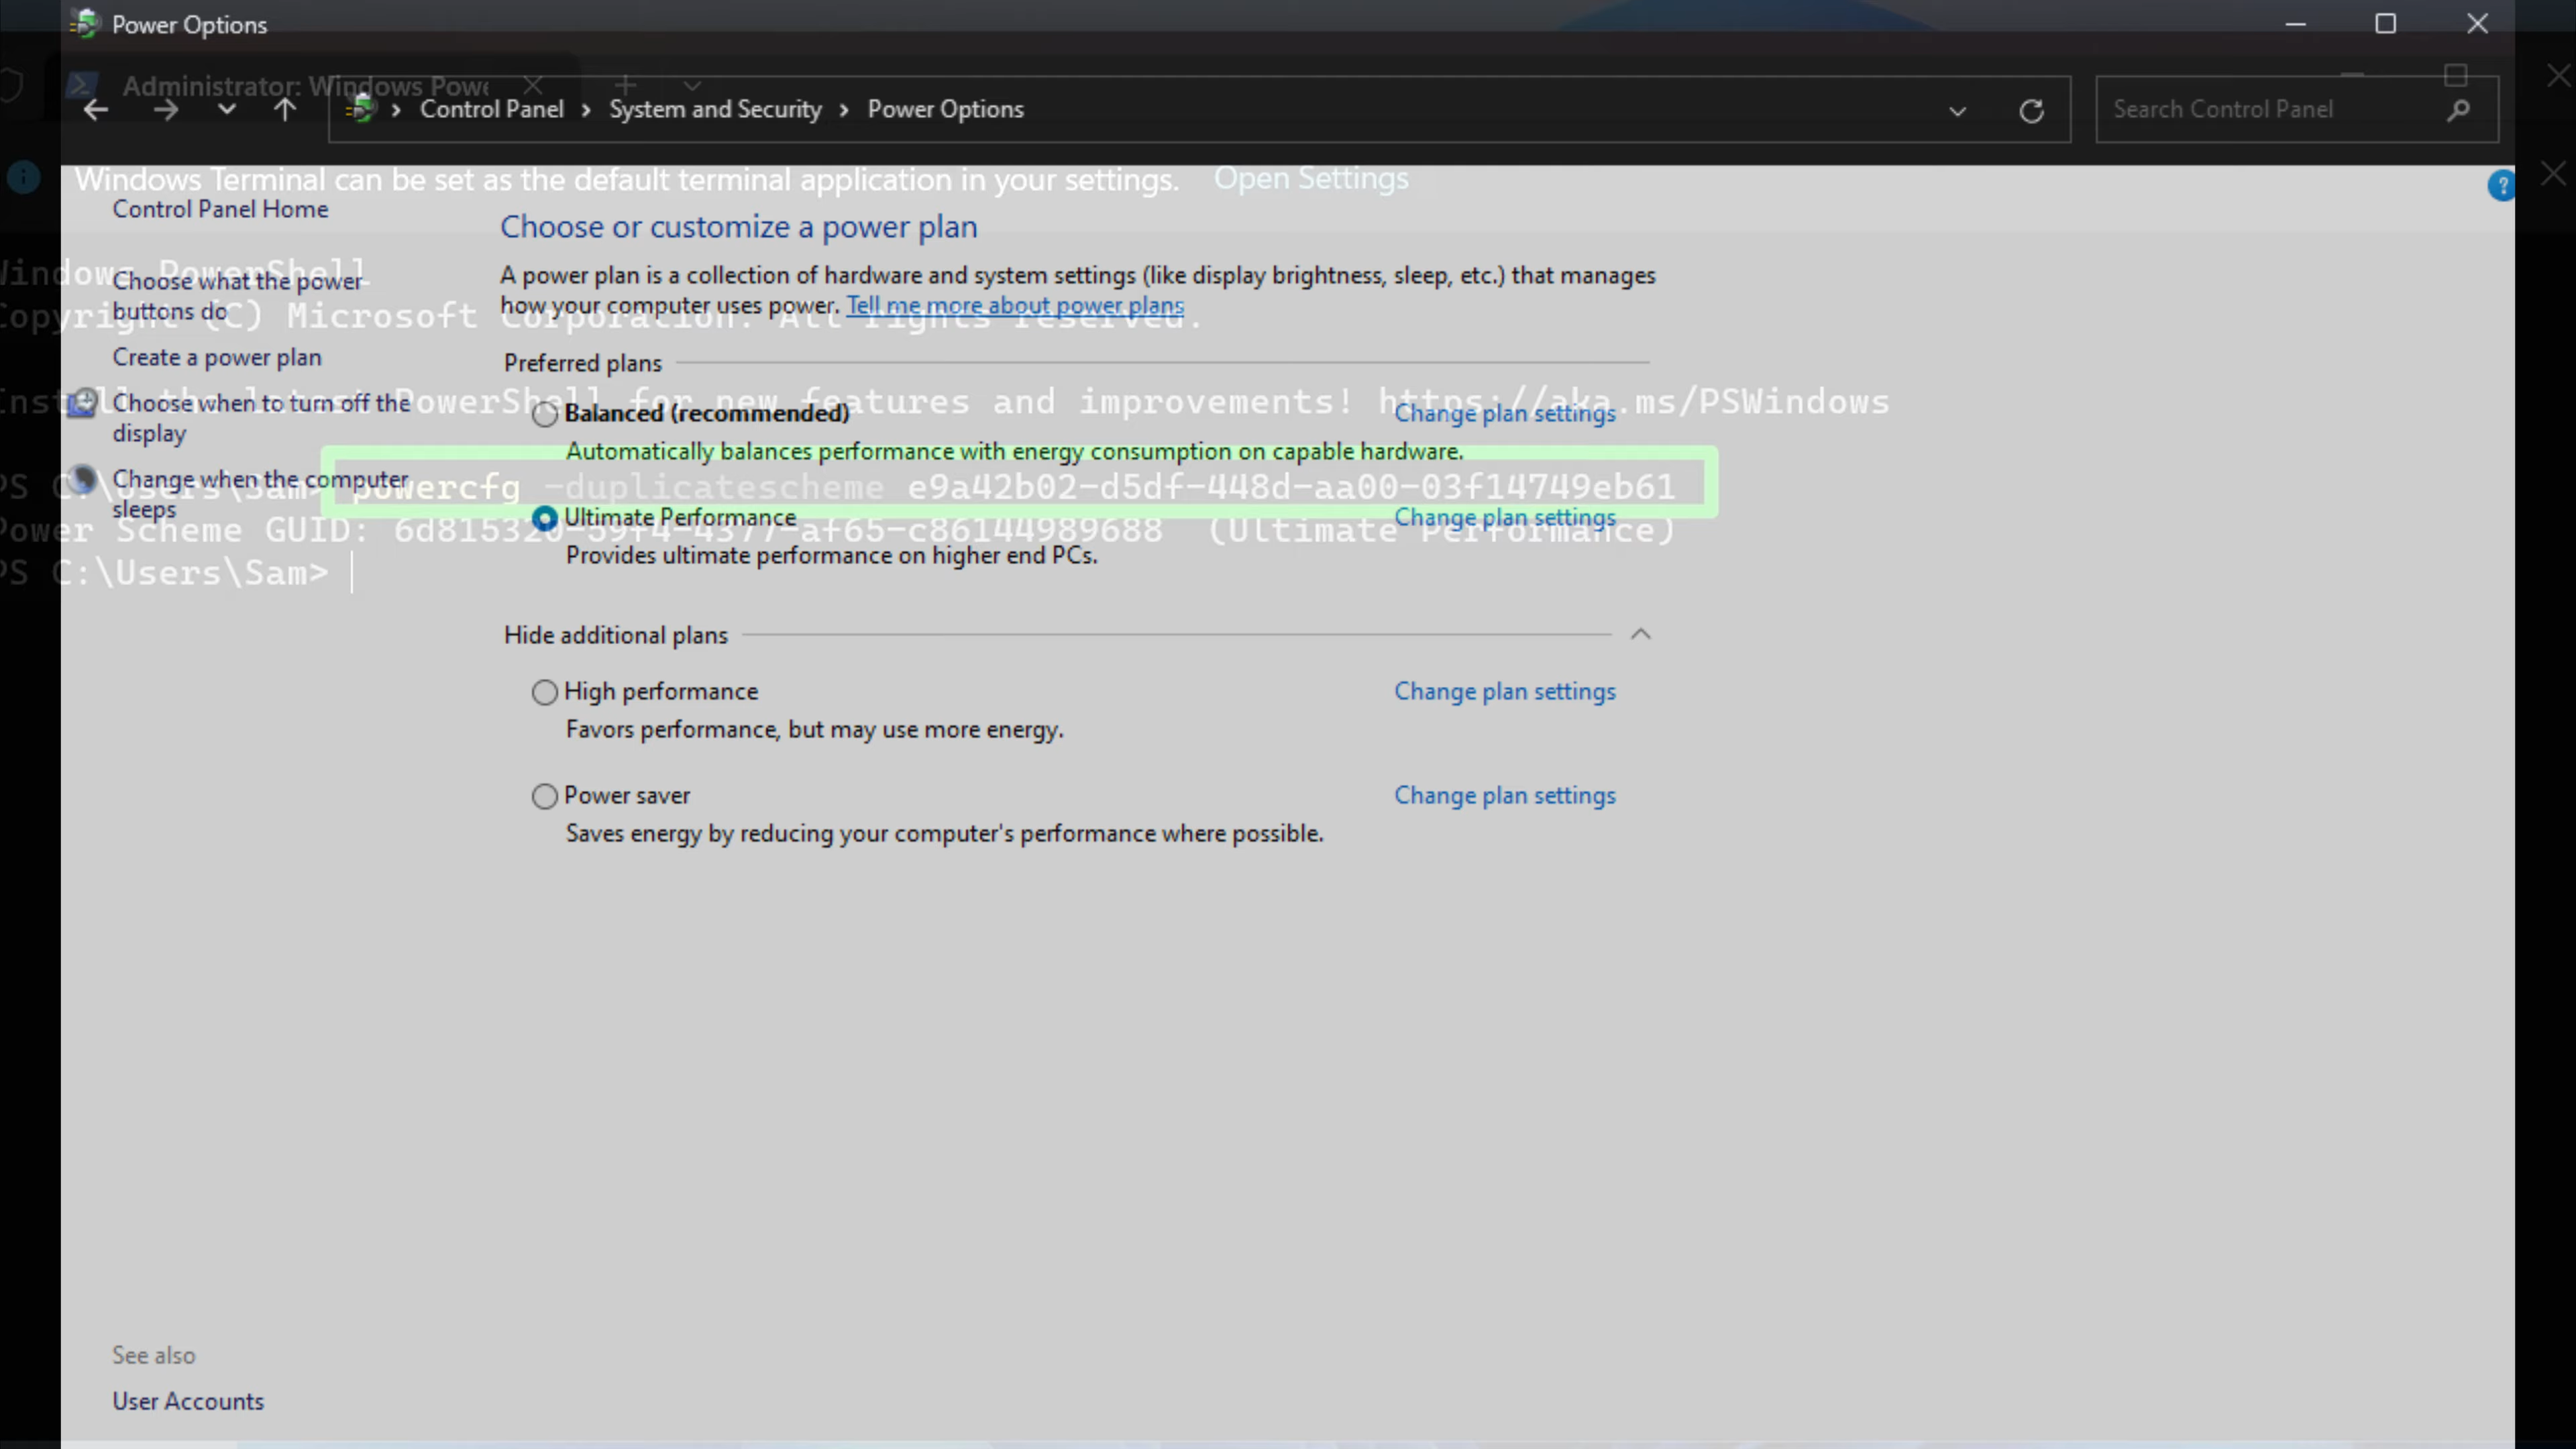 Power Options
Administrator: Windows Powe
Control Panel > System and Security > Power Options
Search Control Panel
Windows Terminal can be set as the default terminal application in your settings. Open Settings
Control Panel Home
Choose what the power
buttons do
Create a power plan
Choose when to turn off the
display
Change when the computer
sleeps
Choose or customize a power plan
A power plan is a collection of hardware and system settings (like display brightness, sleep, etc.) that manages
how your computer uses power. Tell me more about power plans
Preferred plans
Balanced (recommended) Change plan settings
Automatically balances performance with energy consumption on capable hardware.
Ultimate Performance Change plan settings
Provides ultimate performance on higher end PCs.
Hide additional plans
High performance Change plan settings
Favors performance, but may use more energy.
Power saver Change plan settings
Saves energy by reducing your computer's performance where possible.
Windows PowerShell
Copyright (C) Microsoft Corporation. All rights reserved.
Install the latest PowerShell for new features and improvements! https://aka.ms/PSWindows
PS C:\Users\Sam> powercfg -duplicatescheme e9a42b02-d5df-448d-aa00-03f14749eb61
Power Scheme GUID: 6d815320-59f4-4377-af65-c86144989688 (Ultimate Performance)
PS C:\Users\Sam>
See also
User Accounts